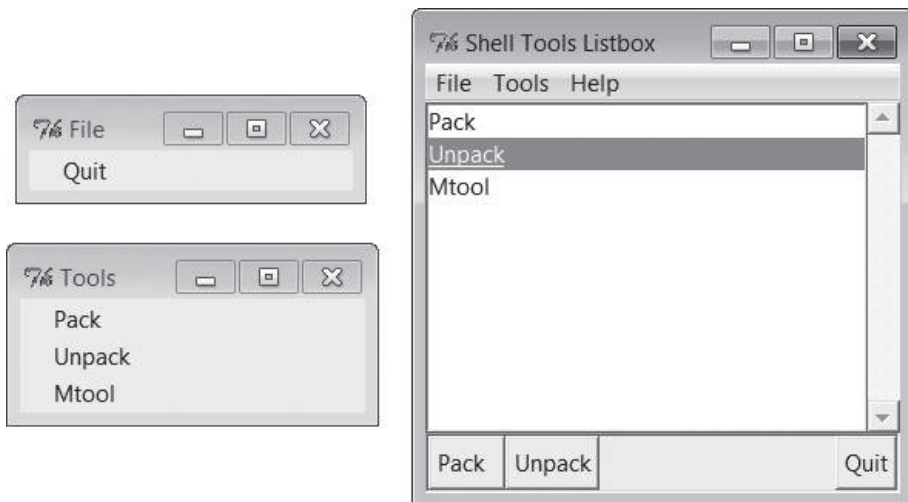 File
Quit
Tools
Pack
Unpack
Mtool
Shell Tools Listbox
File Tools Help
Pack
Unpack
Mtool
Pack Unpack Quit